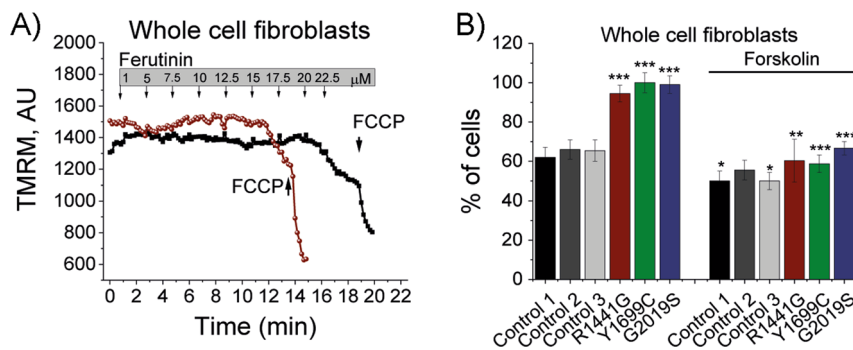 A) Whole cell fibroblasts
Ferutinin
1 5 7.5 10 12.5 15 17.5 20 22.5 μM
2000
1800
1600
1400
1200
1000
800
600
TMRM, AU
FCCP
FCCP
0 2 4 6 8 10 12 14 16 18 20 22
Time (min)
B) Whole cell fibroblasts
Forskolin
120
100
80
60
40
20
0
% of cells
*** *** ***
* * ** *** ***
Control 1
Control 2
Control 3
R1441G
Y1699C
G2019S
Control 1
Control 2
Control 3
R1441G
Y1699C
G2019S